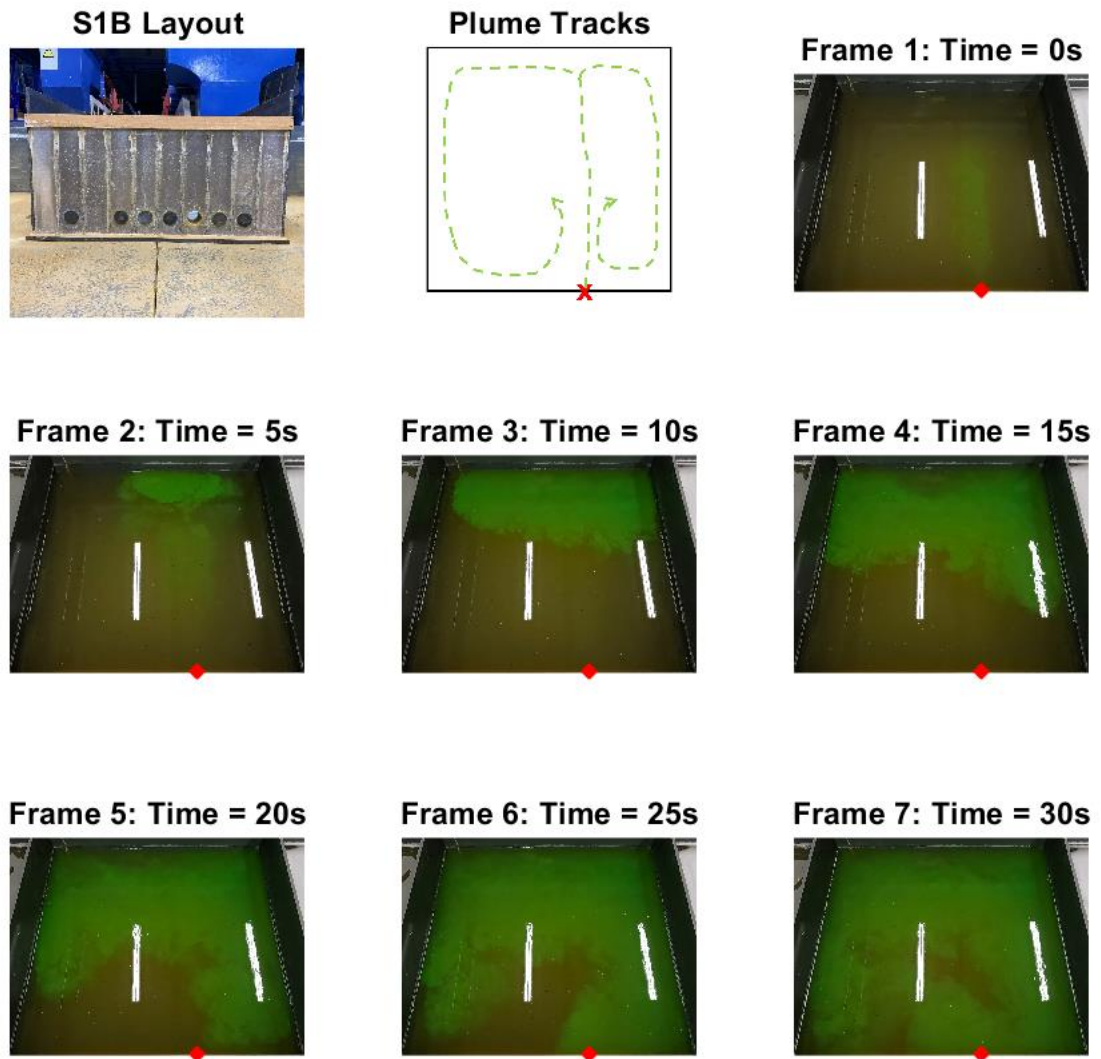 S1B Layout
Plume Tracks
Frame 1: Time = 0s
X
Frame 2: Time = 5s
Frame 3: Time = 10s
Frame 4: Time = 15s
Frame 5: Time = 20s
Frame 6: Time = 25s
Frame 7: Time = 30s